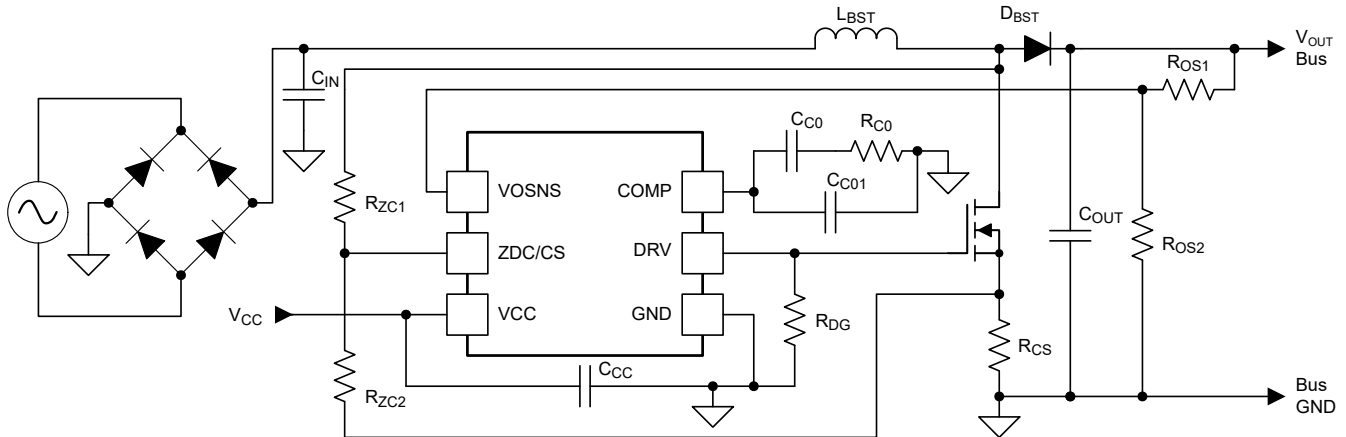 LBST
DBST
VOUT
Bus
CIN
ROS1
CC0
RC0
CC01
VOSNS
COMP
RZC1
COUT
ROS2
ZDC/CS
DRV
VCC
VCC
GND
RDG
RCS
CCC
RZC2
Bus
GND